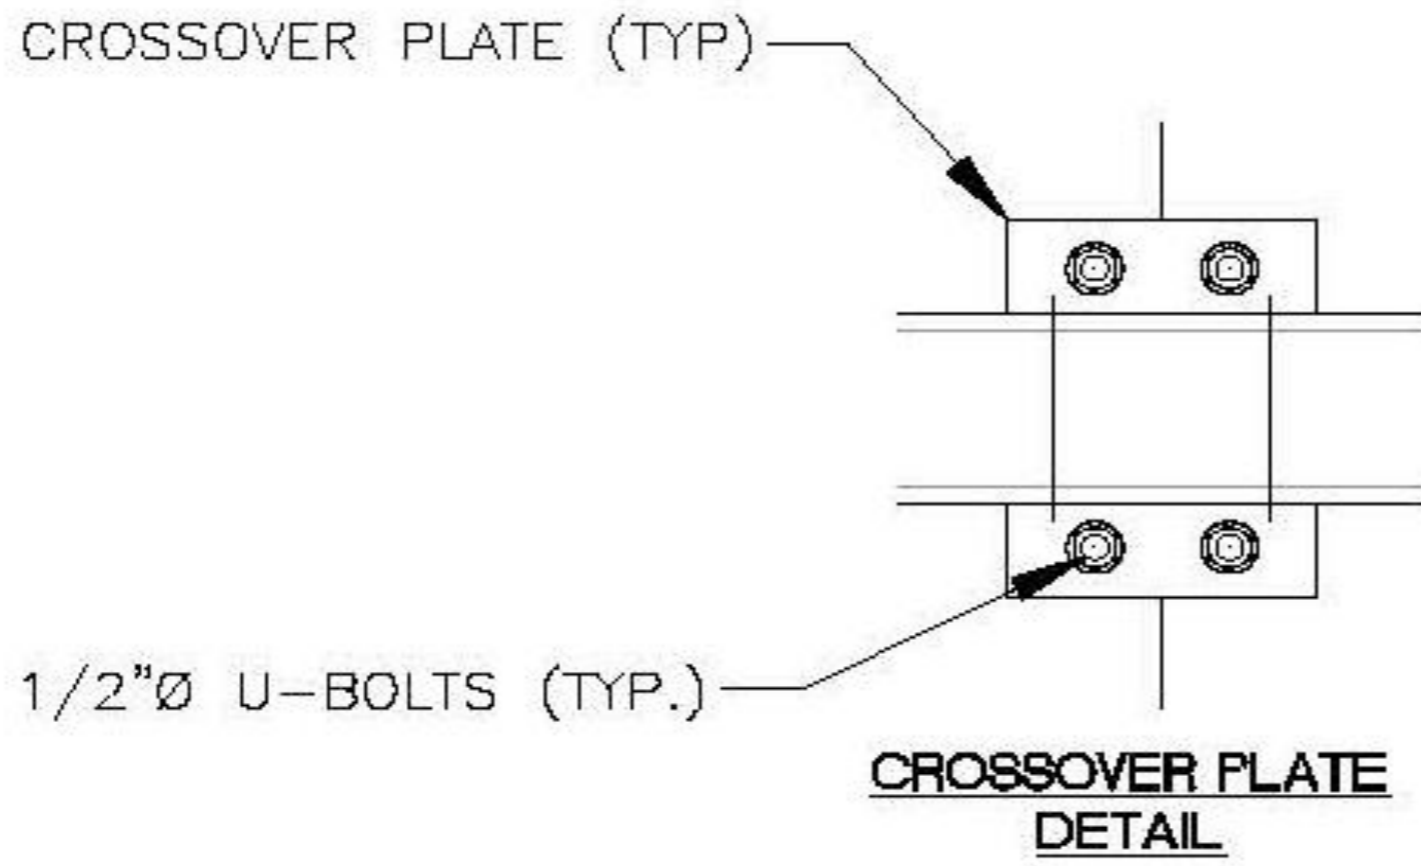 CROSSOVER PLATE (TYP)
1/2"Ø U-BOLTS (TYP.)
CROSSOVER PLATE
DETAIL